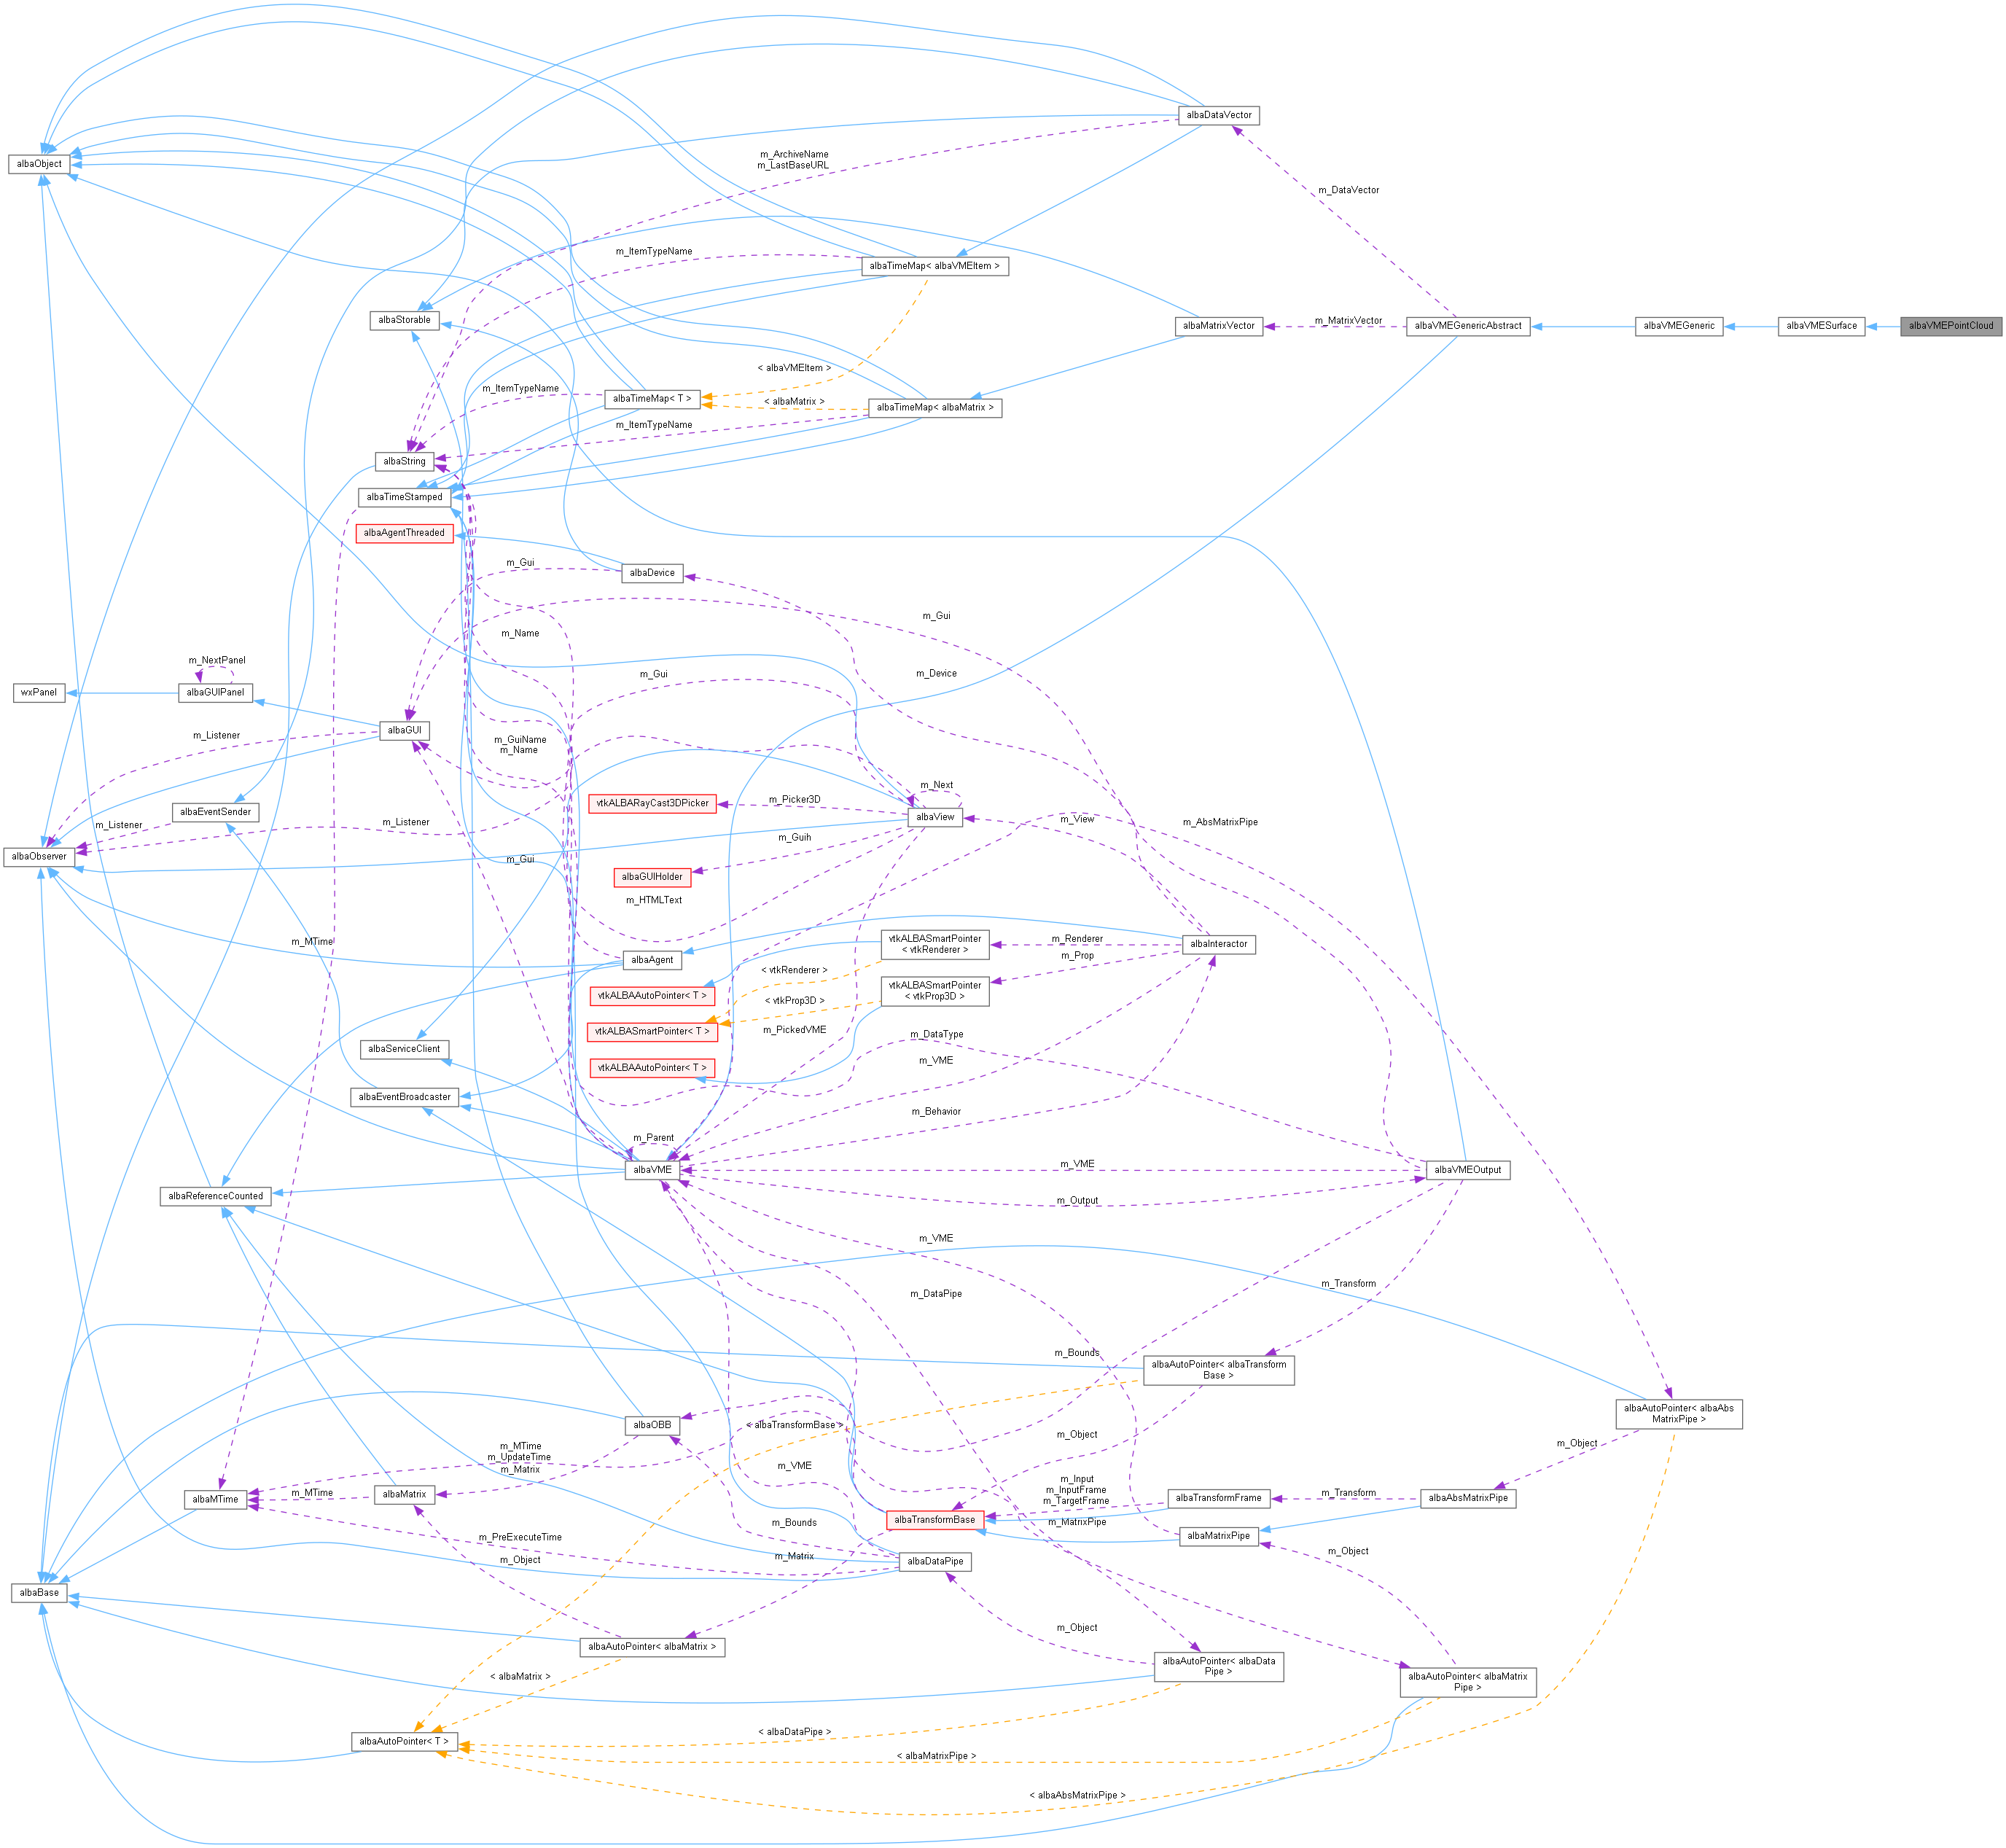 albaDataVector
m_ArchiveName
m_LastBaseURL
albaObject
m_DataVector
m_ItemTypeName
albaTimeMap< albaVMEItem >
albaStorable
albaMatrixVector
m_MatrixVector
albaVMEGenericAbstract
albaVMEGeneric
albaVMESurface
albaVMEPointCloud
< albaVMEItem >
m_ItemTypeName
albaTimeMap< T >
< albaMatrix >
albaTimeMap< albaMatrix >
m_ItemTypeName
albaString
albaTimeStamped
albaAgentThreaded
m_Gui
albaDevice
m_Gui
m_Name
m_NextPanel
m_Gui
m_Device
wxPanel
albaGUIPanel
albaGUI
m_Listener
m_GuiName
m_Name
m_Next
vtkALBARayCast3DPicker
m_Picker3D
albaEventSender
albaView
m_Listener
m_Listener
m_View
m_AbsMatrixPipe
m_Guih
albaObserver
m_Gui
albaGUIHolder
m_HTMLText
m_MTime
vtkALBASmartPointer
< vtkRenderer >
m_Renderer
albaInteractor
albaAgent
m_Prop
< vtkRenderer >
vtkALBAAutoPointer< T >
vtkALBASmartPointer
< vtkProp3D >
< vtkProp3D >
vtkALBASmartPointer< T >
m_PickedVME
m_DataType
albaServiceClient
m_VME
vtkALBAAutoPointer< T >
albaEventBroadcaster
m_Behavior
m_Parent
albaVME
m_VME
albaVMEOutput
albaReferenceCounted
m_Output
m_VME
m_Transform
m_DataPipe
m_Bounds
albaAutoPointer< albaTransform
Base >
albaAutoPointer< albaAbs
MatrixPipe >
albaOBB
< albaTransformBase >
m_Object
m_Object
m_MTime
m_UpdateTime
m_Matrix
m_VME
m_Input
m_InputFrame
m_TargetFrame
albaMTime
m_MTime
albaMatrix
albaTransformFrame
m_Transform
albaAbsMatrixPipe
albaTransformBase
m_Bounds
m_MatrixPipe
albaMatrixPipe
m_PreExecuteTime
m_Object
m_Matrix
albaDataPipe
m_Object
albaBase
m_Object
albaAutoPointer< albaMatrix >
albaAutoPointer< albaData
Pipe >
< albaMatrix >
albaAutoPointer< albaMatrix
Pipe >
< albaDataPipe >
albaAutoPointer< T >
< albaMatrixPipe >
< albaAbsMatrixPipe >